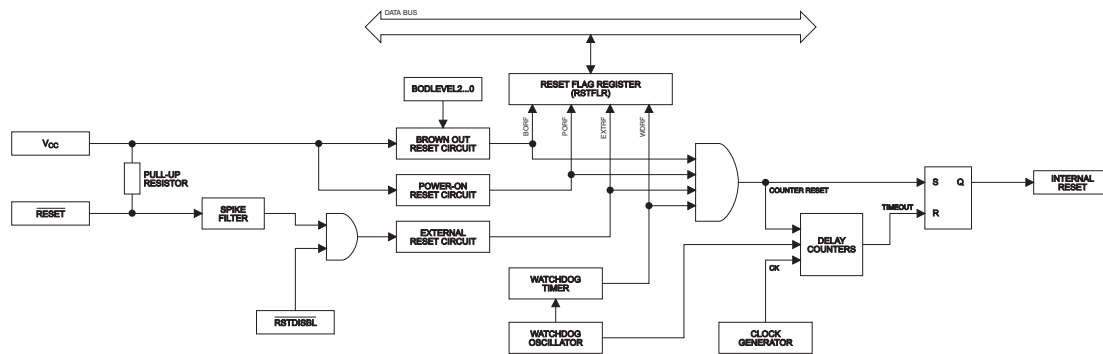 DATA BUS
RESET FLAG REGISTER
(RSTFLR)
BODLEVEL2...0
BORF
PORF
EXTRF
WDRF
VCC
BROWN OUT
RESET CIRCUIT
PULL-UP
RESISTOR
POWER-ON
RESET CIRCUIT
S
Q
INTERNAL
RESET
COUNTER RESET
RESET
SPIKE
FILTER
TIMEOUT
R
EXTERNAL
RESET CIRCUIT
DELAY
COUNTERS
CK
WATCHDOG
TIMER
RSTDISBL
WATCHDOG
OSCILLATOR
CLOCK
GENERATOR